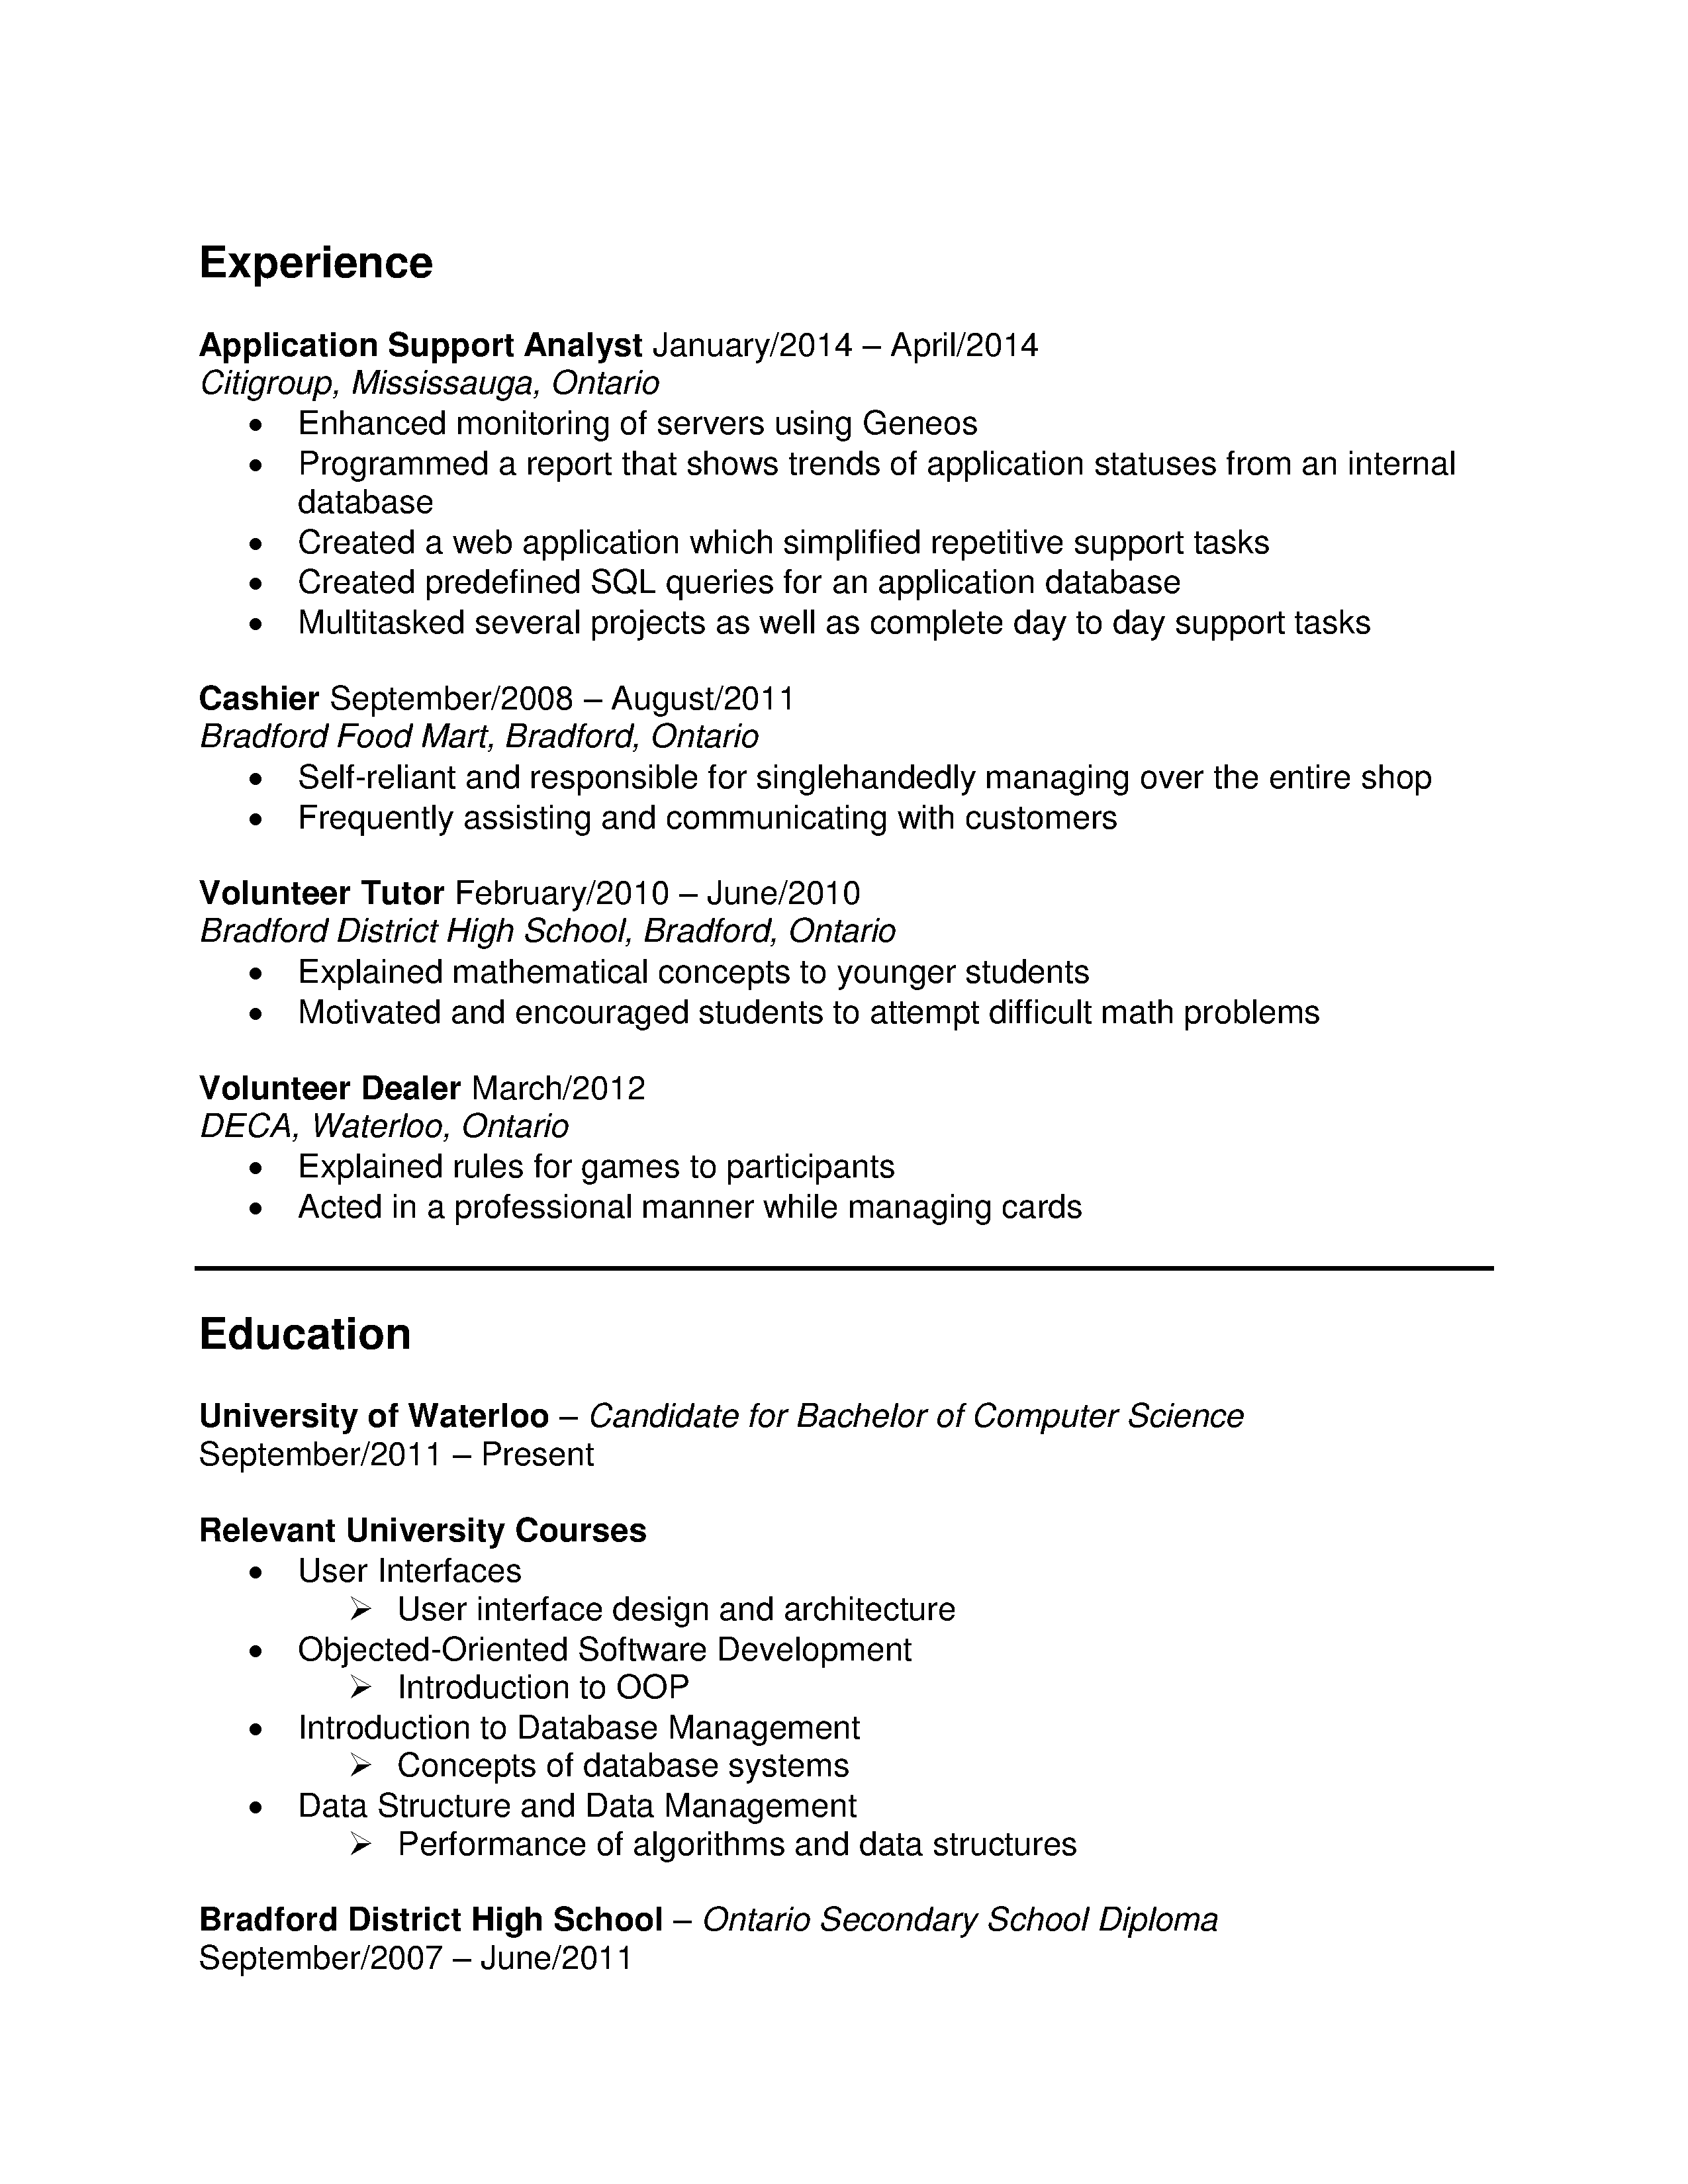 Experience
Application Support Analyst January/2014 – April/2014
Citigroup, Mississauga, Ontario
• Enhanced monitoring of servers using Geneos
• Programmed a report that shows trends of application statuses from an internal
database
• Created a web application which simplified repetitive support tasks
• Created predefined SQL queries for an application database
• Multitasked several projects as well as complete day to day support tasks
Cashier September/2008 – August/2011
Bradford Food Mart, Bradford, Ontario
• Self-reliant and responsible for singlehandedly managing over the entire shop
• Frequently assisting and communicating with customers
Volunteer Tutor February/2010 – June/2010
Bradford District High School, Bradford, Ontario
• Explained mathematical concepts to younger students
• Motivated and encouraged students to attempt difficult math problems
Volunteer Dealer March/2012
DECA, Waterloo, Ontario
• Explained rules for games to participants
• Acted in a professional manner while managing cards
Education
University of Waterloo – Candidate for Bachelor of Computer Science
September/2011 – Present
Relevant University Courses
• User Interfaces
➢ User interface design and architecture
• Objected-Oriented Software Development
➢ Introduction to OOP
• Introduction to Database Management
➢ Concepts of database systems
• Data Structure and Data Management
➢ Performance of algorithms and data structures
Bradford District High School – Ontario Secondary School Diploma
September/2007 – June/2011